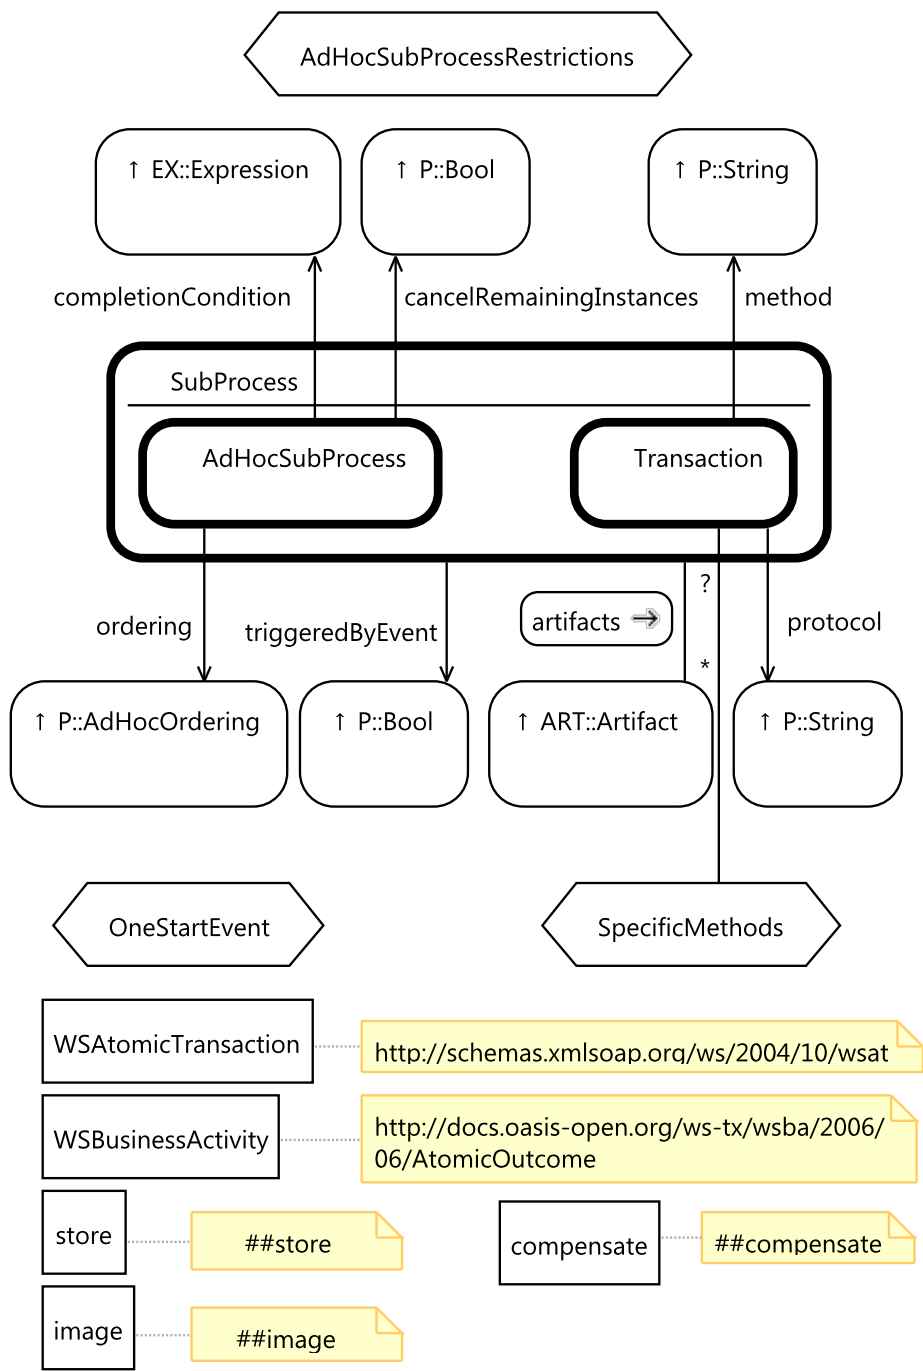 AdHocSubProcessRestrictions
↑ EX::Expression
↑ P::Bool
↑ P::String
completionCondition
cancelRemainingInstances
method
SubProcess
AdHocSubProcess
Transaction
?
artifacts
ordering
triggeredByEvent
protocol
*
↑ P::AdHocOrdering
↑ P::Bool
↑ ART::Artifact
↑ P::String
OneStartEvent
SpecificMethods
WSAtomicTransaction
http://schemas.xmlsoap.org/ws/2004/10/wsat
WSBusinessActivity
http://docs.oasis-open.org/ws-tx/wsba/2006/
06/AtomicOutcome
store
##store
compensate
##compensate
image
##image